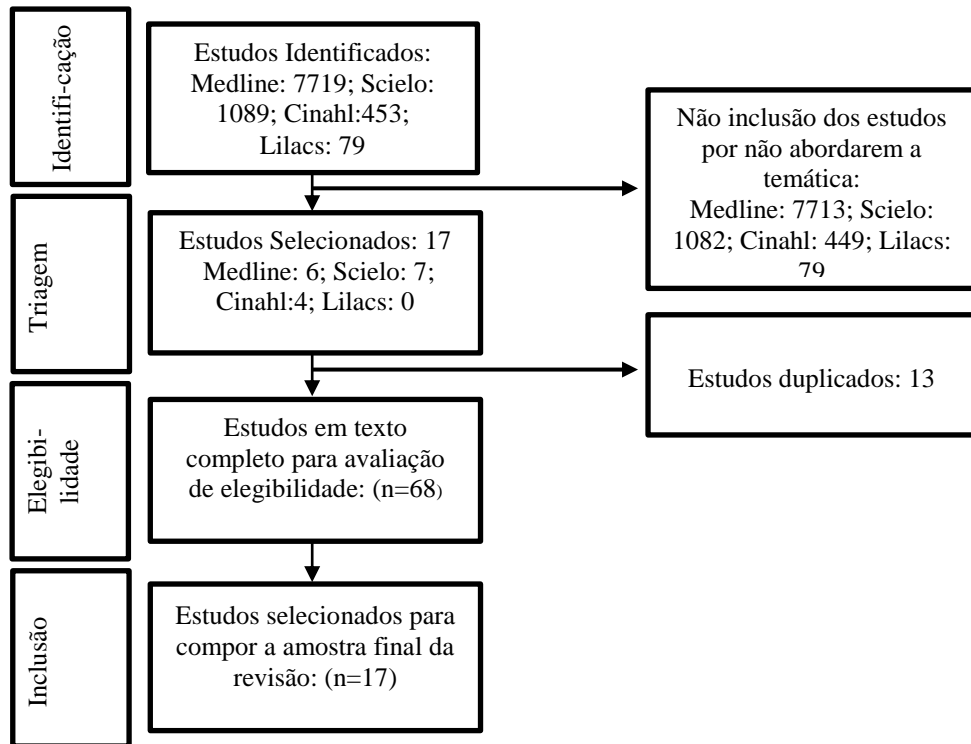 Identifi-cação
Estudos Identificados:
Medline: 7719; Scielo:
1089; Cinahl:453;
Lilacs: 79
Não inclusão dos estudos
por não abordarem a
temática:
Medline: 7713; Scielo:
1082; Cinahl: 449; Lilacs:
79
Triagem
Estudos Selecionados: 17
Medline: 6; Scielo: 7;
Cinahl:4; Lilacs: 0
Estudos duplicados: 13
Elegibi-
lidade
Estudos em texto
completo para avaliação
de elegibilidade: (n=68)
Inclusão
Estudos selecionados para
compor a amostra final da
revisão: (n=17)